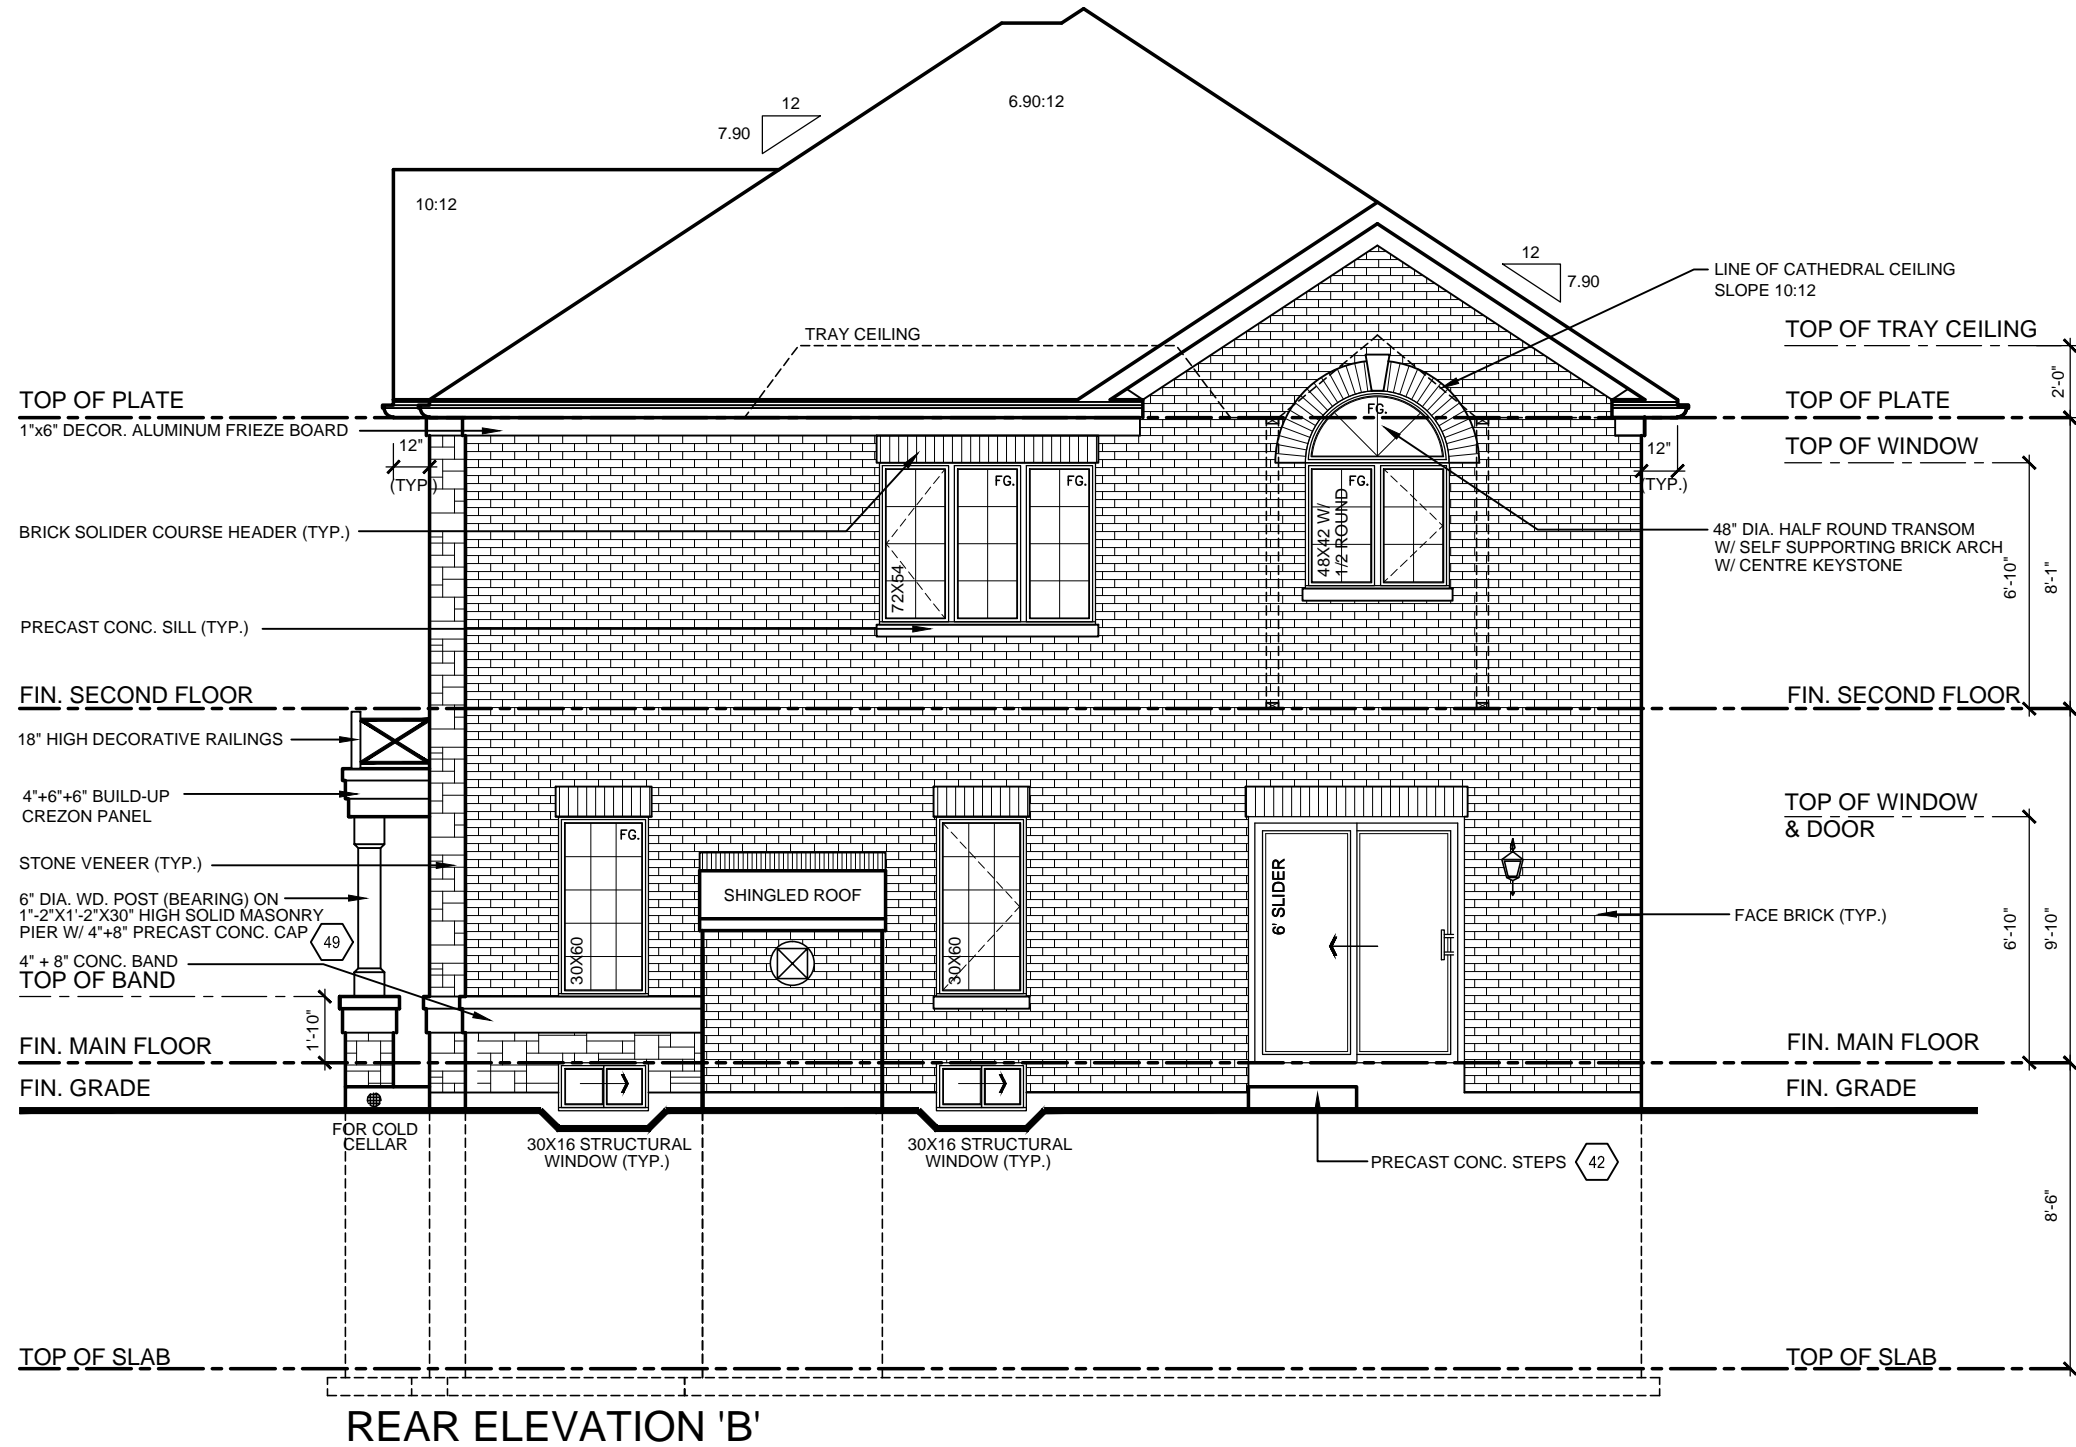 12
7.90
6.90:12
10:12
12
7.90
LINE OF CATHEDRAL CEILING
SLOPE 10:12
TRAY CEILING
TOP OF TRAY CEILING
2'-0"
TOP OF PLATE
TOP OF PLATE
1"x6" DECOR. ALUMINUM FRIEZE BOARD
12"
(TYP.)
FG.
12"
(TYP.)
TOP OF WINDOW
FG.
FG.
FG.
72X54
48X42 W/
1/2 ROUND
BRICK SOLIDER COURSE HEADER (TYP.)
48" DIA. HALF ROUND TRANSOM
W/ SELF SUPPORTING BRICK ARCH
W/ CENTRE KEYSTONE
6'-10"
8'-1"
PRECAST CONC. SILL (TYP.)
FIN. SECOND FLOOR
FIN. SECOND FLOOR
18" HIGH DECORATIVE RAILINGS
4"+6"+6" BUILD-UP
CREZON PANEL
TOP OF WINDOW
& DOOR
FG.
STONE VENEER (TYP.)
6" DIA. WD. POST (BEARING) ON
1"-2"X1'-2"X30" HIGH SOLID MASONRY
PIER W/ 4"+8" PRECAST CONC. CAP
49
SHINGLED ROOF
6' SLIDER
30X60
30X60
FACE BRICK (TYP.)
6'-10"
9'-10"
4" + 8" CONC. BAND
TOP OF BAND
1'-10"
FIN. MAIN FLOOR
FIN. MAIN FLOOR
FIN. GRADE
FIN. GRADE
FOR COLD
CELLAR
30X16 STRUCTURAL
WINDOW (TYP.)
30X16 STRUCTURAL
WINDOW (TYP.)
PRECAST CONC. STEPS
42
8'-6"
TOP OF SLAB
TOP OF SLAB
REAR ELEVATION 'B'